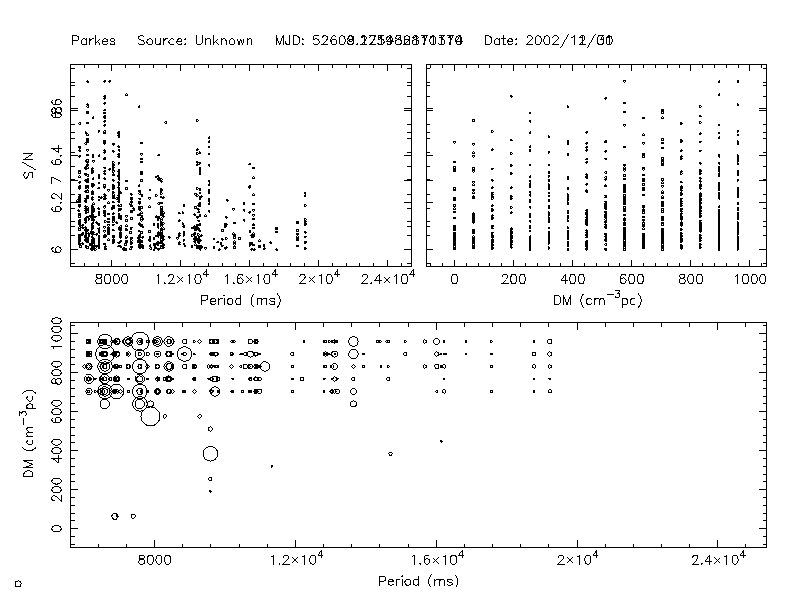 Parkes Source: Unknown MJD: Date: 2002/
S/N
6 6.2 7 6.4
8000 1.2×10⁴ 1.6×10⁴ 2×10⁴ 2.4×10⁴
Period (ms)
0 200 400 600 800 1000
DM (cm⁻³pc)
DM (cm⁻³pc)
0 200 400 600 800 1000
8000 1.2×10⁴ 1.6×10⁴ 2×10⁴ 2.4×10⁴
Period (ms)